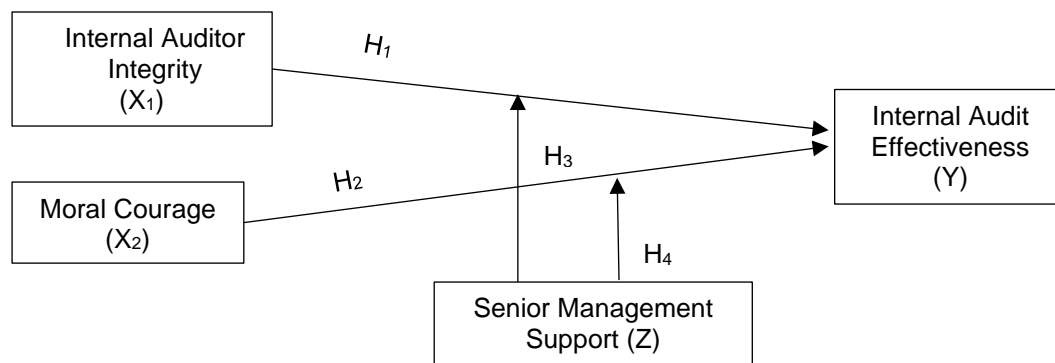 Internal Auditor
Integrity
(X₁)
H₁
Internal Audit
Effectiveness
(Y)
H₃
H₂
Moral Courage
(X₂)
H₄
Senior Management
Support (Z)